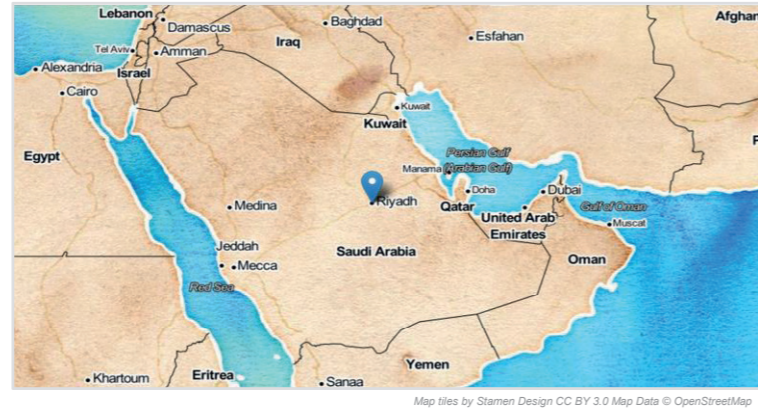 Lebanon
Damascus
Baghdad
Afghan
Tel Aviv
Amman
Iraq
Esfahan
Alexandria
Israel
Cairo
Kuwait
Kuwait
Egypt
Persian Gulf
(Arabian Gulf)
Manama
Doha
Dubai
Medina
Riyadh
Qatar
Gulf of Oman
United Arab
Emirates
Muscat
Jeddah
Saudi Arabia
Oman
Mecca
Red Sea
Khartoum
Eritrea
Sanaa
Yemen
Map tiles by Stamen Design CC BY 3.0 Map Data © OpenStreetMap